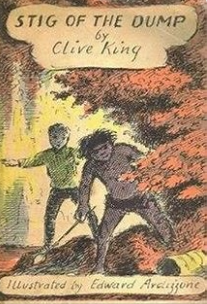 STIG OF THE DUMP
by
Clive King
Illustrated by Edward Ardizzone